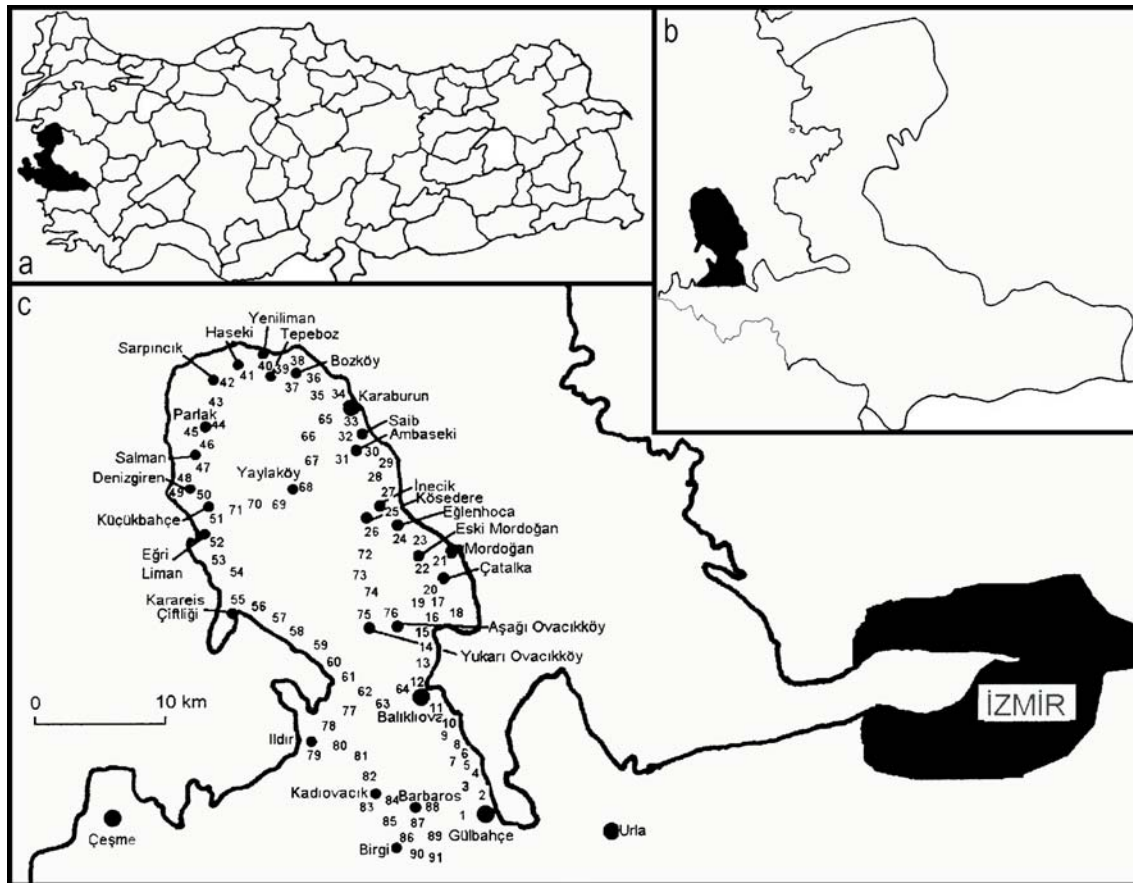 a
b
c
Yeniliman
Haseki
Tepeboz
Sarpıncık
38
40
39
Bozköy
41
36
42
37
43
35
34
Karaburun
Parlak
65
33
44
45
Saib
66
32
Ambaseki
46
30
31
Salman
67
29
47
Yaylaköy
28
Denizgiren
48
68
İnecik
49
50
27
Kösedere
70
69
Küçükbahçe
71
25
Eğlenhoca
51
26
24
Eski Mordoğan
52
23
Mordoğan
Eğri
Liman
53
72
22
21
Çatalka
54
73
20
Karareis
Çiftliği
74
19
17
55
56
18
57
75
76
16
Aşağı Ovacıkköy
58
15
14
Yukarı Ovacıkköy
59
13
60
61
12
0
10 km
62
64
63
11
İZMİR
77
Balıklıova
10
78
9
Ildır
80
8
79
81
6
7
5
4
82
3
Kadıovacık
84
Barbaros
2
83
88
85
87
1
Çeşme
Gülbahçe
Urla
86
89
Birgi
90
91